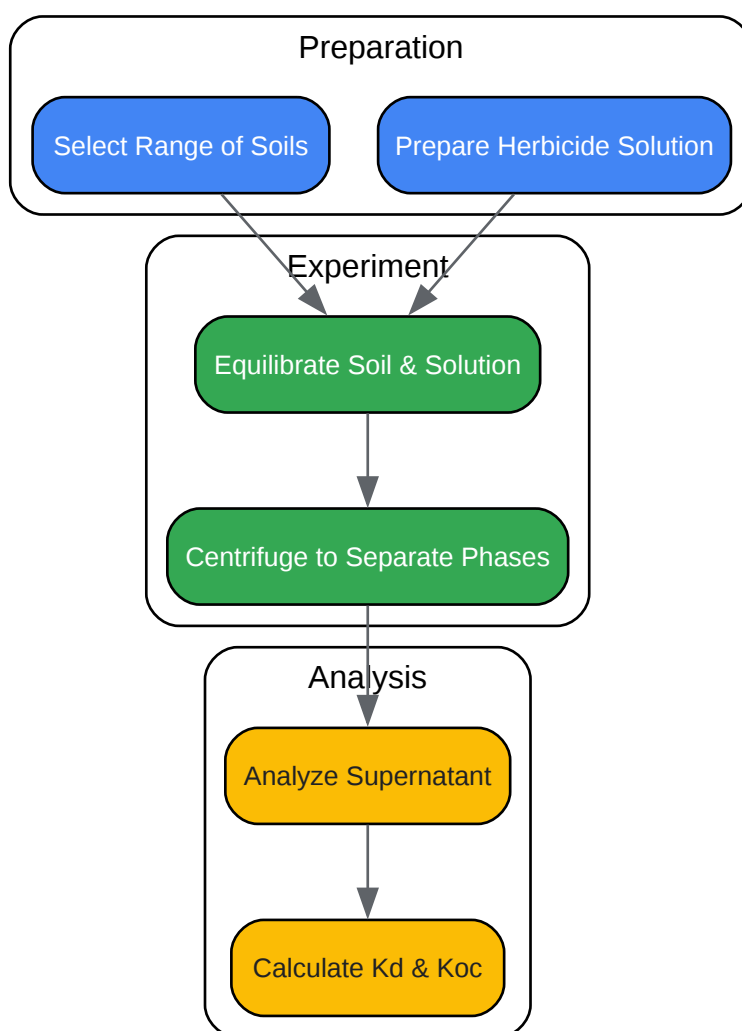 Preparation
Select Range of Soils
Prepare Herbicide Solution
Experiment
Equilibrate Soil & Solution
Centrifuge to Separate Phases
Analysis
Analyze Supernatant
Calculate Kd & Koc